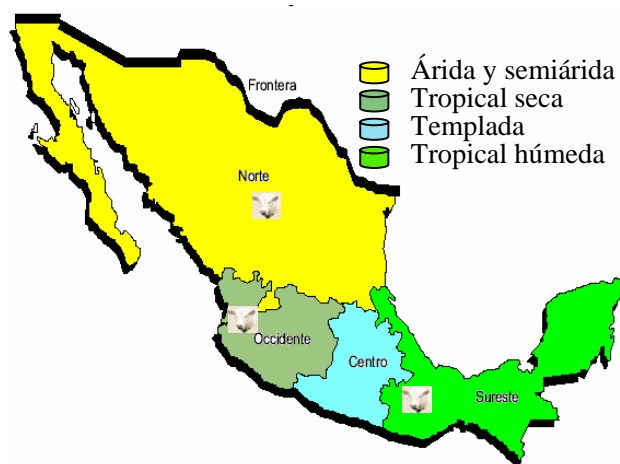 Árida y semiárida
Frontera
Tropical seca
Templada
Tropical húmeda
Norte
Occidente
Centro
Sureste